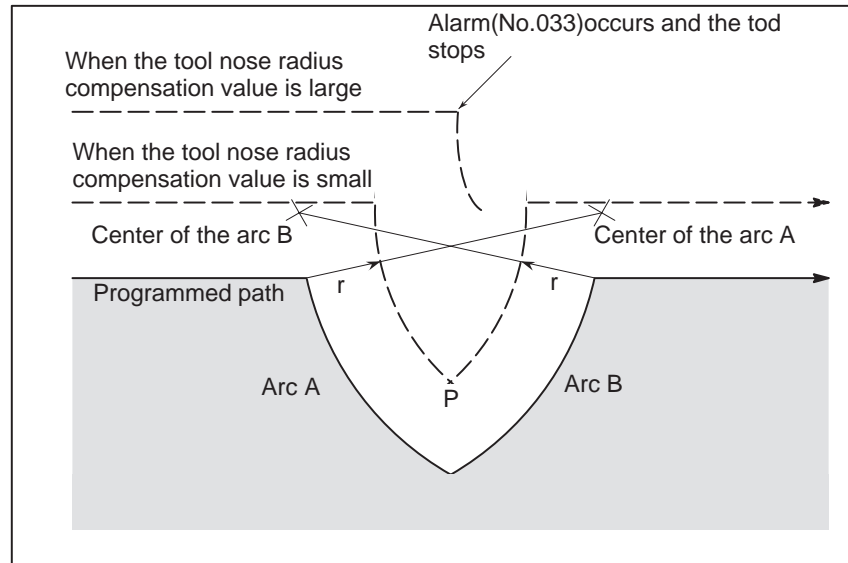 Alarm(No.033)occurs and the tod
stops
When the tool nose radius
compensation value is large
When the tool nose radius
compensation value is small
Center of the arc B
Center of the arc A
Programmed path
r
r
Arc A
P
Arc B